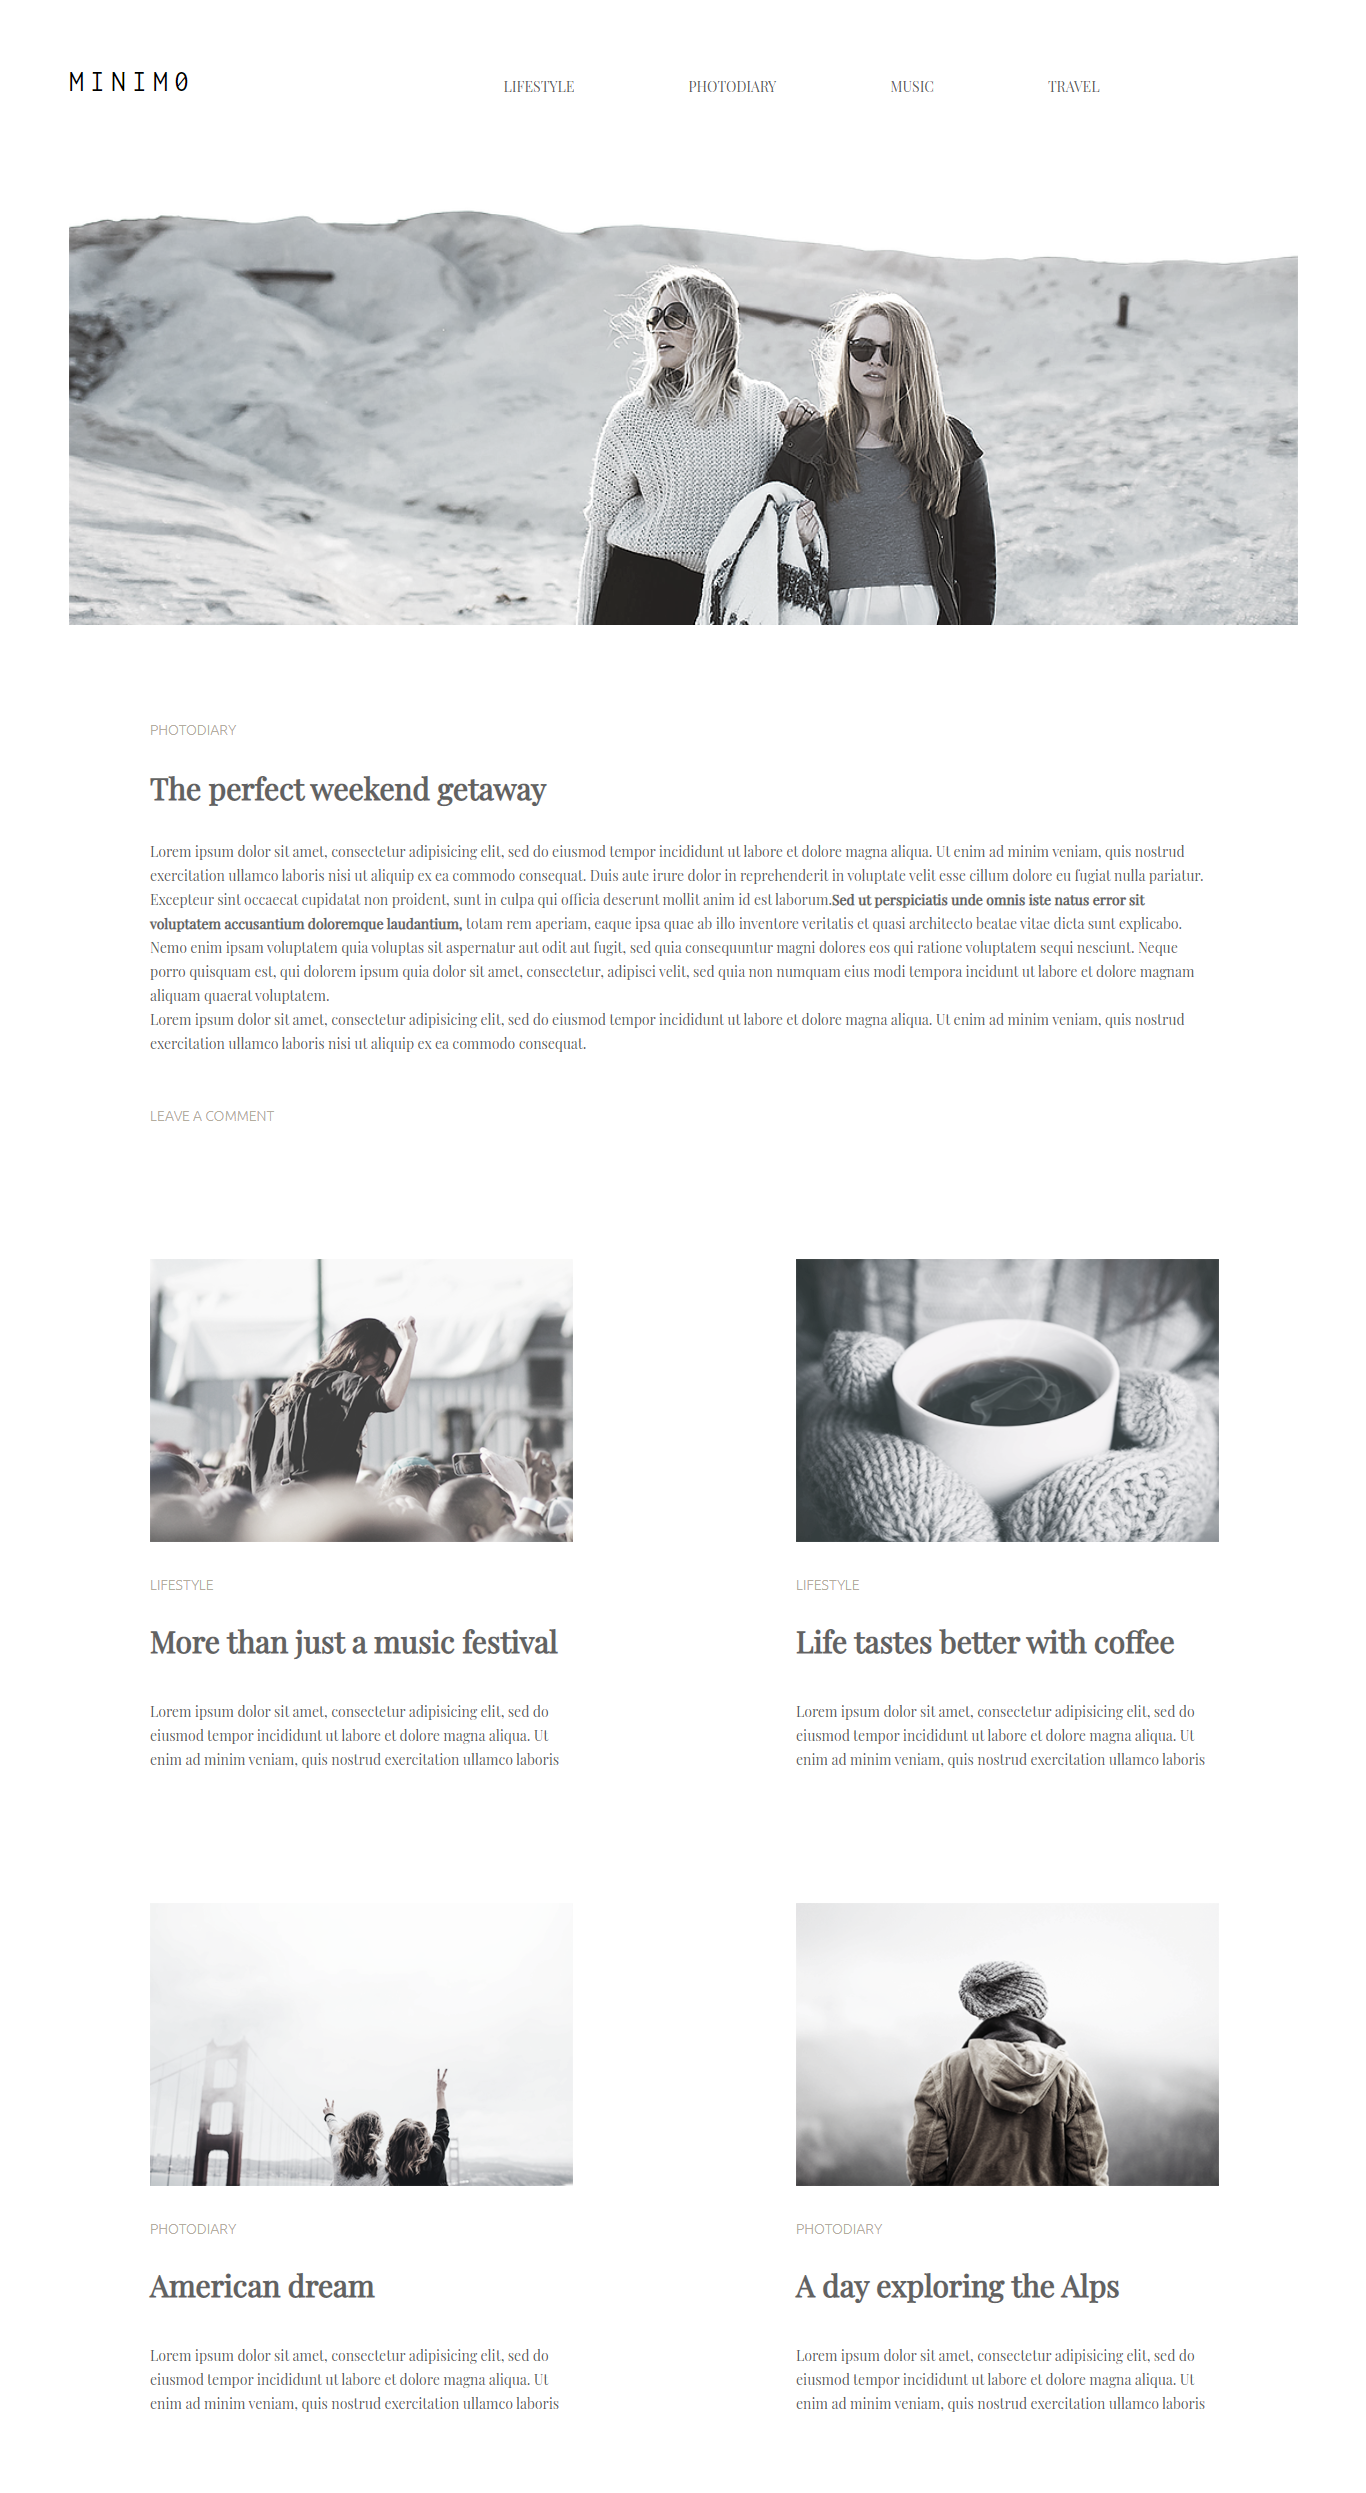 MINIM0
LIFESTYLE PHOTODIARY MUSIC TRAVEL
PHOTODIARY
The perfect weekend getaway
Lorem ipsum dolor sit amet, consectetur adipisicing elit, sed do eiusmod tempor incididunt ut labore et dolore magna aliqua. Ut enim ad minim veniam, quis nostrud
exercitation ullamco laboris nisi ut aliquip ex ea commodo consequat. Duis aute irure dolor in reprehenderit in voluptate velit esse cillum dolore eu fugiat nulla pariatur.
Excepteur sint occaecat cupidatat non proident, sunt in culpa qui officia deserunt mollit anim id est laborum.Sed ut perspiciatis unde omnis iste natus error sit
voluptatem accusantium doloremque laudantium, totam rem aperiam, eaque ipsa quae ab illo inventore veritatis et quasi architecto beatae vitae dicta sunt explicabo.
Nemo enim ipsam voluptatem quia voluptas sit aspernatur aut odit aut fugit, sed quia consequuntur magni dolores eos qui ratione voluptatem sequi nesciunt. Neque
porro quisquam est, qui dolorem ipsum quia dolor sit amet, consectetur, adipisci velit, sed quia non numquam eius modi tempora incidunt ut labore et dolore magnam
aliquam quaerat voluptatem.
Lorem ipsum dolor sit amet, consectetur adipisicing elit, sed do eiusmod tempor incididunt ut labore et dolore magna aliqua. Ut enim ad minim veniam, quis nostrud
exercitation ullamco laboris nisi ut aliquip ex ea commodo consequat.
LEAVE A COMMENT
LIFESTYLE
More than just a music festival
Lorem ipsum dolor sit amet, consectetur adipisicing elit, sed do
eiusmod tempor incididunt ut labore et dolore magna aliqua. Ut
enim ad minim veniam, quis nostrud exercitation ullamco laboris
LIFESTYLE
Life tastes better with coffee
Lorem ipsum dolor sit amet, consectetur adipisicing elit, sed do
eiusmod tempor incididunt ut labore et dolore magna aliqua. Ut
enim ad minim veniam, quis nostrud exercitation ullamco laboris
PHOTODIARY
American dream
Lorem ipsum dolor sit amet, consectetur adipisicing elit, sed do
eiusmod tempor incididunt ut labore et dolore magna aliqua. Ut
enim ad minim veniam, quis nostrud exercitation ullamco laboris
PHOTODIARY
A day exploring the Alps
Lorem ipsum dolor sit amet, consectetur adipisicing elit, sed do
eiusmod tempor incididunt ut labore et dolore magna aliqua. Ut
enim ad minim veniam, quis nostrud exercitation ullamco laboris